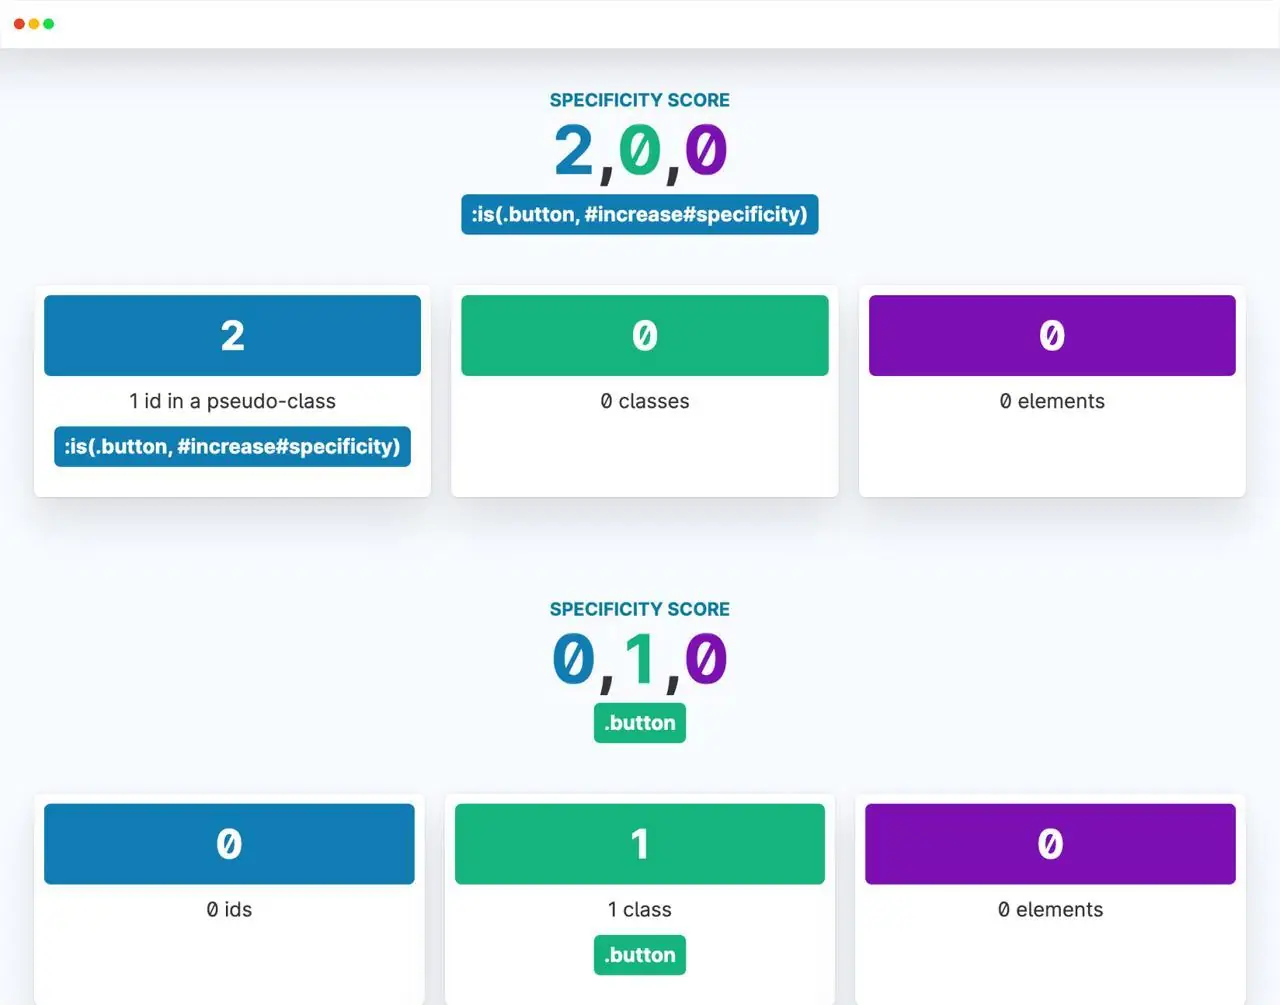 SPECIFICITY SCORE
2,0,0
:is(.button, #increase#specificity)
2
1 id in a pseudo-class
:is(.button, #increase#specificity)
0
0 classes
0
0 elements
SPECIFICITY SCORE
0,1,0
.button
0
0 ids
1
1 class
.button
0
0 elements